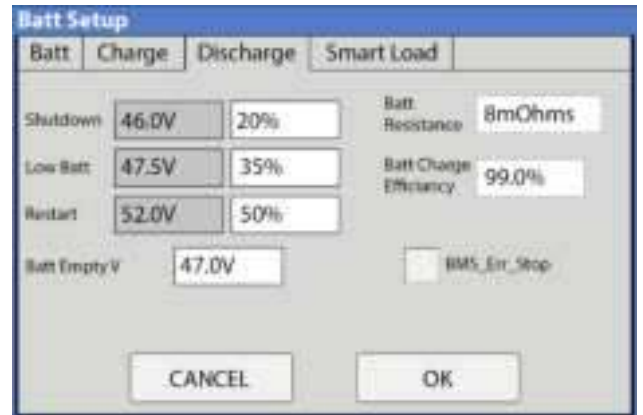 Batt Setup
Batt Charge Discharge Smart Load
Shutdown 46.0V 20%
Batt Resistance 8mOhms
Low Batt 47.5V 35%
Batt Charge Efficiancy 99.0%
Restart 52.0V 50%
Batt Empty V 47.0V
BMS_Err_Stop
CANCEL OK